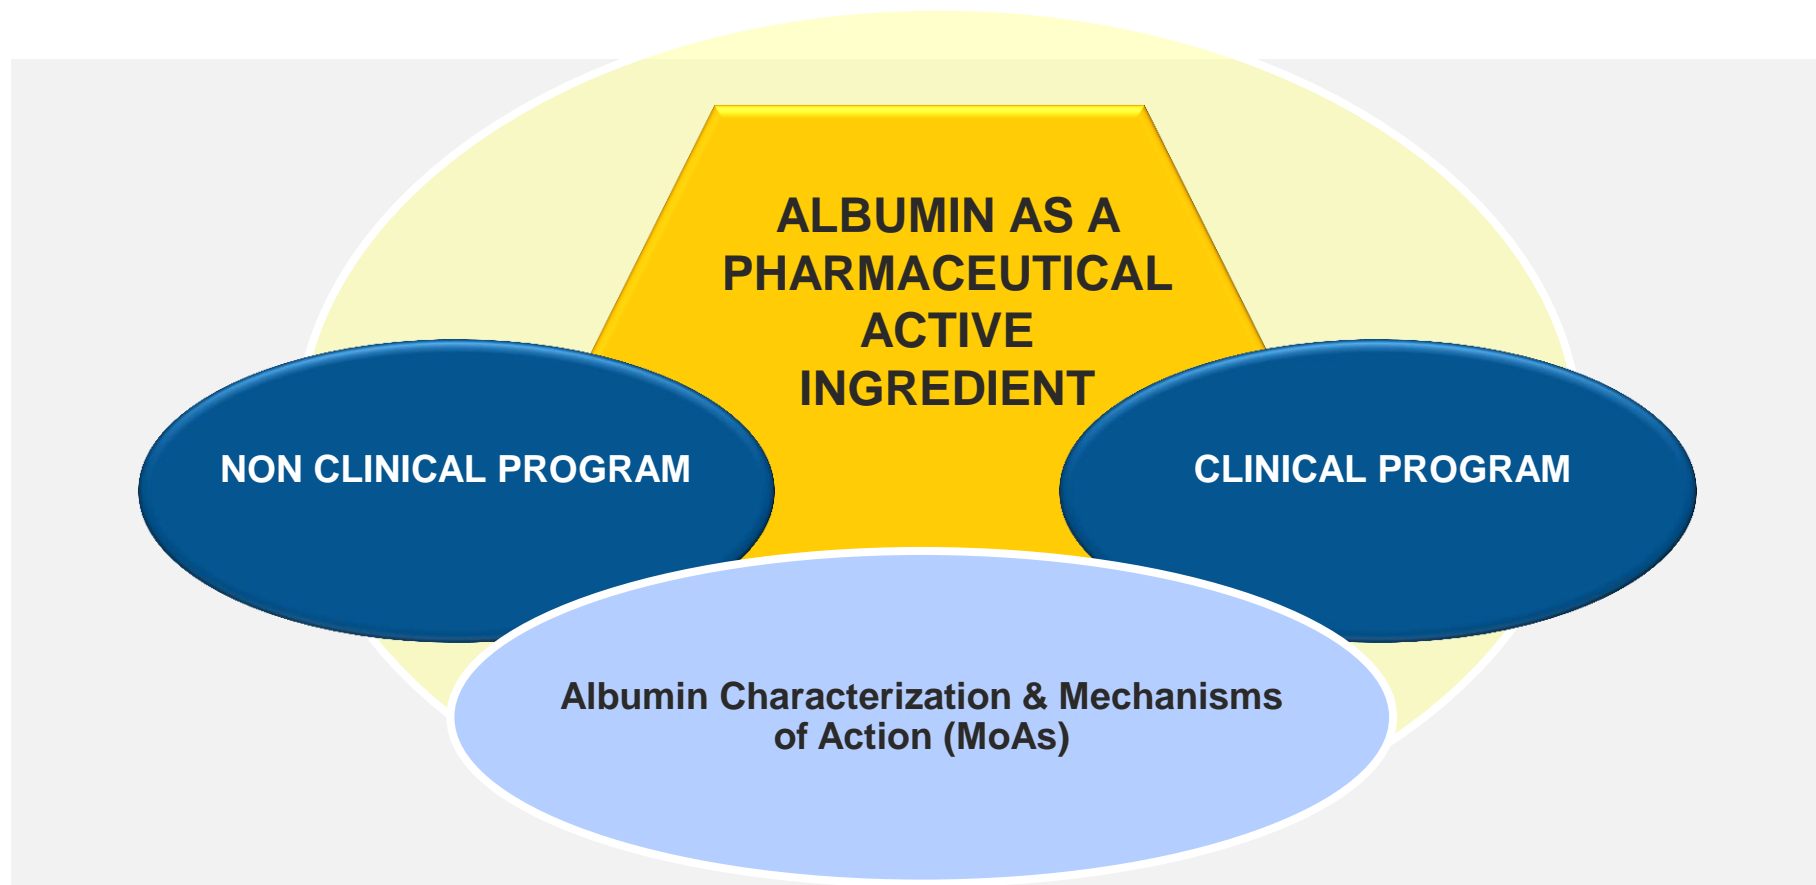 ALBUMIN AS A
PHARMACEUTICAL
ACTIVE
INGREDIENT
NON CLINICAL PROGRAM
CLINICAL PROGRAM
Albumin Characterization & Mechanisms
of Action (MoAs)